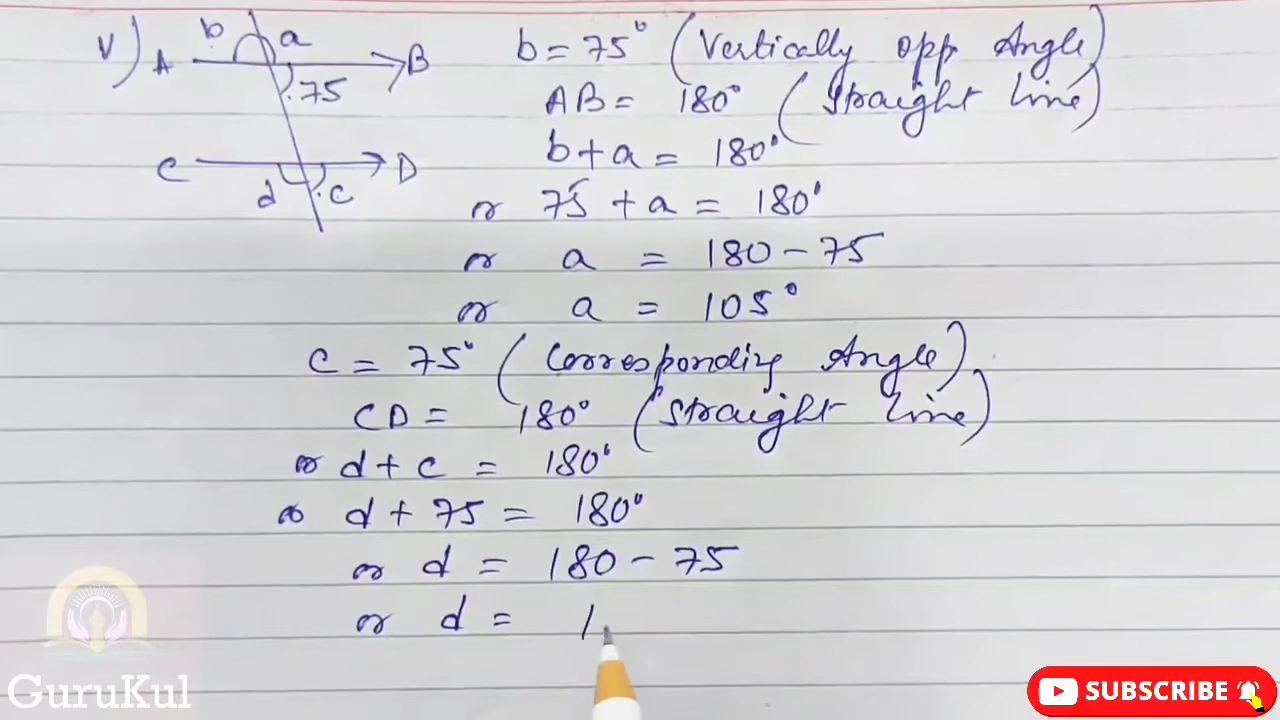 v)
b a
A B
.75
C D
d .c
b = 75° (Vertically opp Angle)
AB = 180° (Straight line)
b + a = 180°
or 75 + a = 180°
or a = 180 - 75
or a = 105°
C = 75° (Corresponding Angle)
CD = 180° (Straight line)
or d + c = 180°
or d + 75 = 180°
or d = 180 - 75
or d = 1
GuruKul
SUBSCRIBE